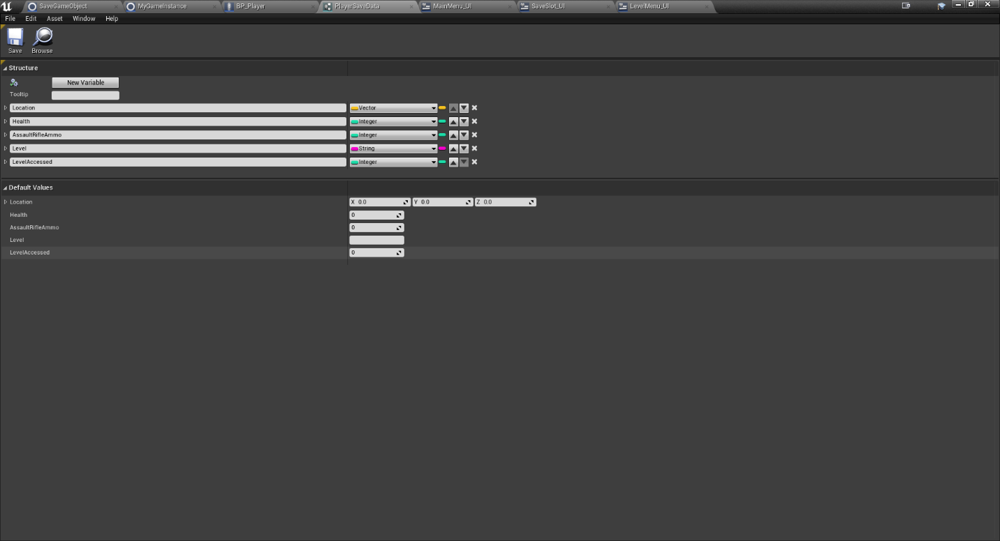 SaveGameObject MyGameInstance BP_Player PlayerSaveData MainMenu_UI SaveSlot_UI LevelMenu_UI
File Edit Asset Window Help
Save Browse
Structure
New Variable
Tooltip
Location Vector
Health Integer
AssaultRifleAmmo Integer
Level String
LevelAccessed Integer
Default Values
Location X 0.0 Y 0.0 Z 0.0
Health 0
AssaultRifleAmmo 0
Level
LevelAccessed 0